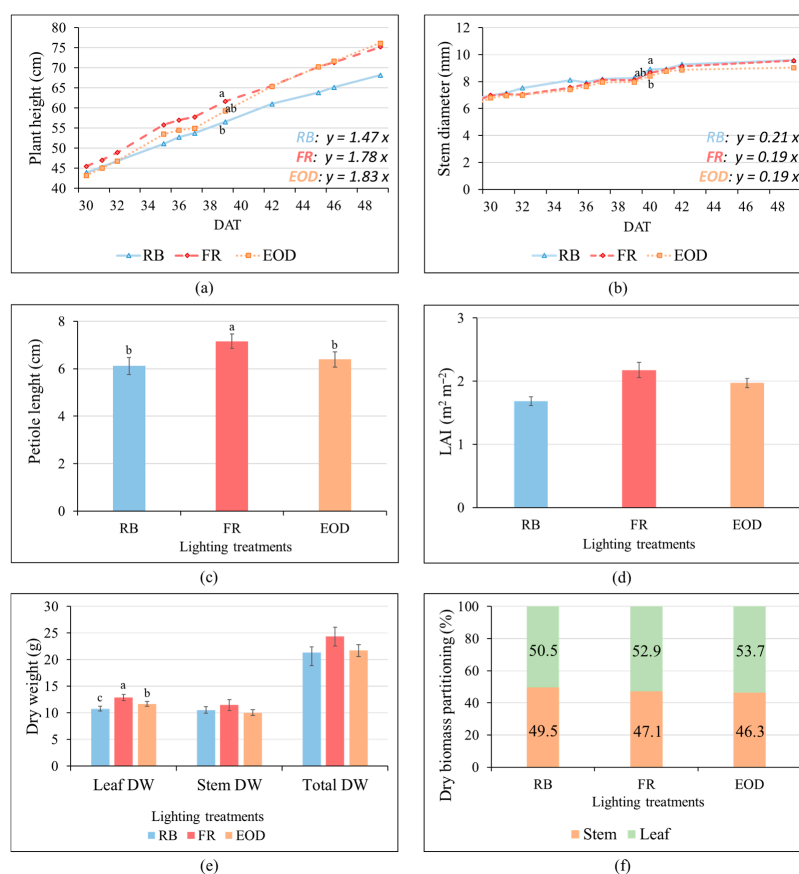 80
75
70
65
60
55
50
45
40
Plant height (cm)
a
ab
b
RB: y = 1.47 x
FR: y = 1.78 x
EOD: y = 1.83 x
30 32 34 36 38 40 42 44 46 48
DAT
RB FR EOD
(a)
12
10
8
6
4
2
0
Stem diameter (mm)
a
ab
b
RB: y = 0.21 x
FR: y = 0.19 x
EOD: y = 0.19 x
30 32 34 36 38 40 42 44 46 48
DAT
RB FR EOD
(b)
8
6
4
2
0
Petiole lenght (cm)
b
a
b
RB FR EOD
Lighting treatments
(c)
3
2
1
0
LAI (m² m⁻²)
RB FR EOD
Lighting treatments
(d)
30
25
20
15
10
5
0
Dry weight (g)
c a b
Leaf DW Stem DW Total DW
Lighting treatments
RB FR EOD
(e)
100
80
60
40
20
0
Dry biomass partitioning (%)
50.5 52.9 53.7
49.5 47.1 46.3
RB FR EOD
Lighting treatments
Stem Leaf
(f)